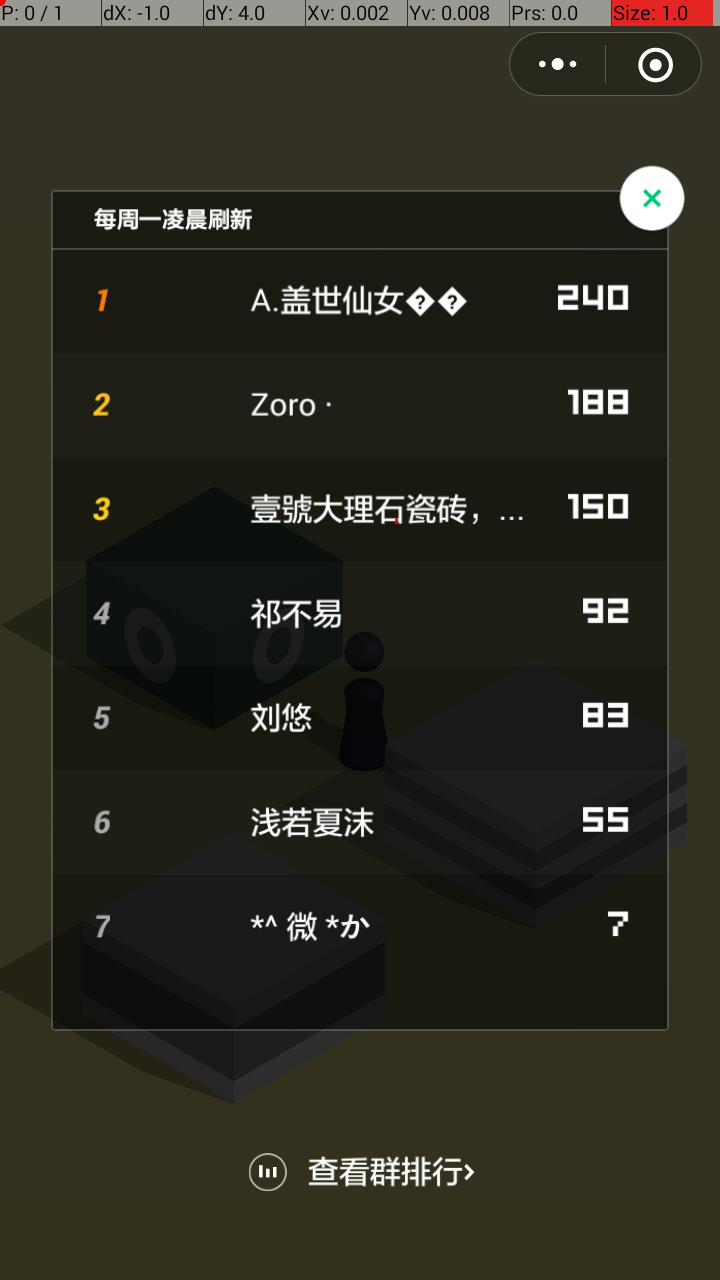 P: 0 / 1 dX: -1.0 dY: 4.0 Xv: 0.002 Yv: 0.008 Prs: 0.0 Size: 1.0
每周一凌晨刷新
1 A.盖世仙女�� 240
2 Zoro · 188
3 壹號大理石瓷砖，... 150
4 祁不易 92
5 刘悠 83
6 浅若夏沫 55
7 *^ 微 *か 7
查看群排行›